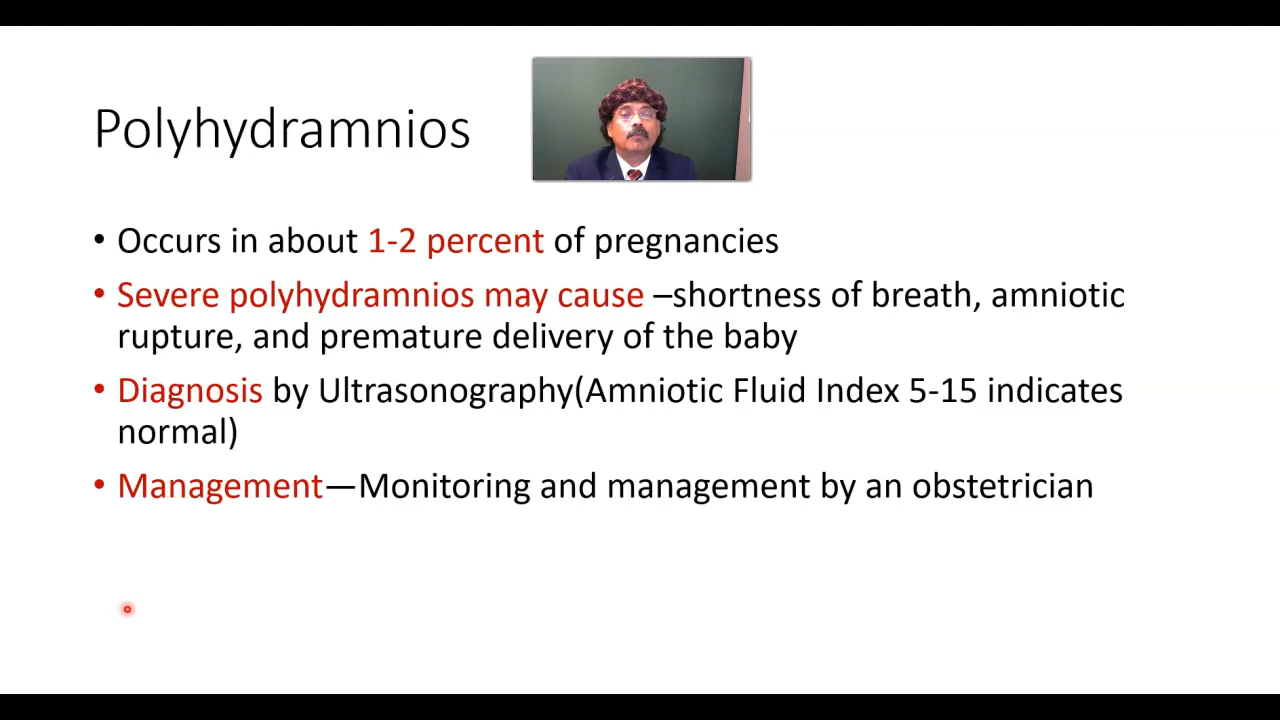 Polyhydramnios
• Occurs in about 1-2 percent of pregnancies
• Severe polyhydramnios may cause –shortness of breath, amniotic
rupture, and premature delivery of the baby
• Diagnosis by Ultrasonography(Amniotic Fluid Index 5-15 indicates
normal)
• Management—Monitoring and management by an obstetrician